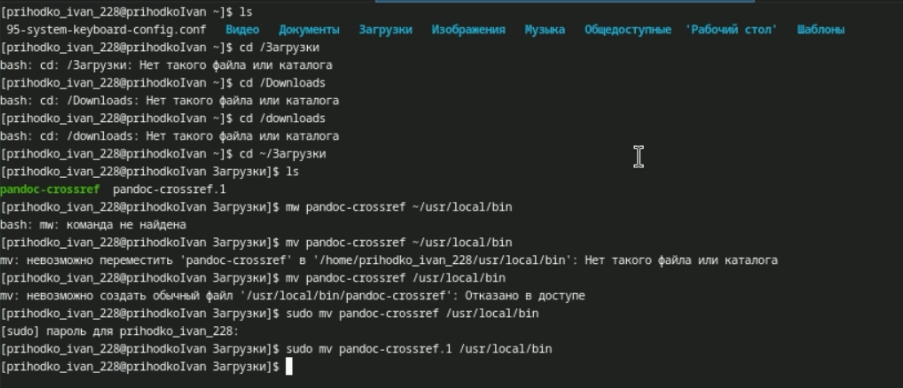 [prihodko_ivan_228@prihodkoIvan ~]$ ls
95-system-keyboard-config.conf  Видео  Документы  Загрузки  Изображения  Музыка  Общедоступные  'Рабочий стол'  Шаблоны
[prihodko_ivan_228@prihodkoIvan ~]$ cd /Загрузки
bash: cd: /Загрузки: Нет такого файла или каталога
[prihodko_ivan_228@prihodkoIvan ~]$ cd /Downloads
bash: cd: /Downloads: Нет такого файла или каталога
[prihodko_ivan_228@prihodkoIvan ~]$ cd /downloads
bash: cd: /downloads: Нет такого файла или каталога
[prihodko_ivan_228@prihodkoIvan ~]$ cd ~/Загрузки
[prihodko_ivan_228@prihodkoIvan Загрузки]$ ls
pandoc-crossref  pandoc-crossref.1
[prihodko_ivan_228@prihodkoIvan Загрузки]$ mw pandoc-crossref ~/usr/local/bin
bash: mw: команда не найдена
[prihodko_ivan_228@prihodkoIvan Загрузки]$ mv pandoc-crossref ~/usr/local/bin
mv: невозможно переместить 'pandoc-crossref' в '/home/prihodko_ivan_228/usr/local/bin': Нет такого файла или каталога
[prihodko_ivan_228@prihodkoIvan Загрузки]$ mv pandoc-crossref /usr/local/bin
mv: невозможно создать обычный файл '/usr/local/bin/pandoc-crossref': Отказано в доступе
[prihodko_ivan_228@prihodkoIvan Загрузки]$ sudo mv pandoc-crossref /usr/local/bin
[sudo] пароль для prihodko_ivan_228:
[prihodko_ivan_228@prihodkoIvan Загрузки]$ sudo mv pandoc-crossref.1 /usr/local/bin
[prihodko_ivan_228@prihodkoIvan Загрузки]$